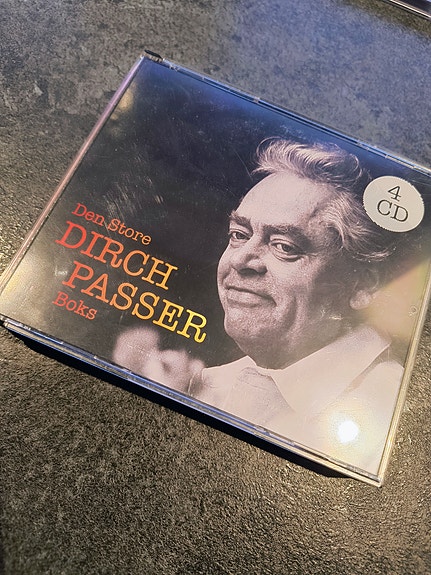 Den Store
DIRCH
PASSER
Boks
4
CD